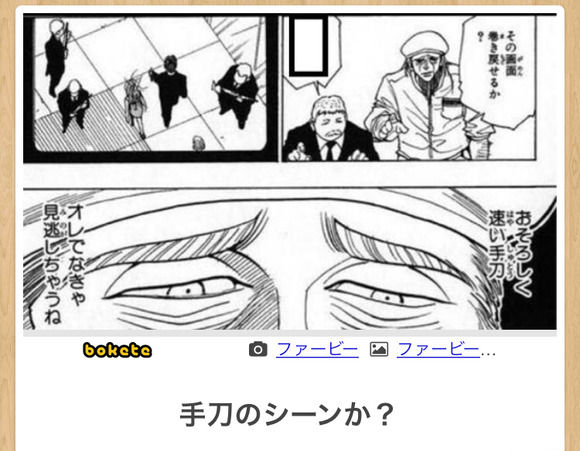 その画面
巻き戻せるか
おそろしく
速い手刀
オレでなきゃ
見逃しちゃうね
bokete
ファービー
ファービー…
手刀のシーンか？